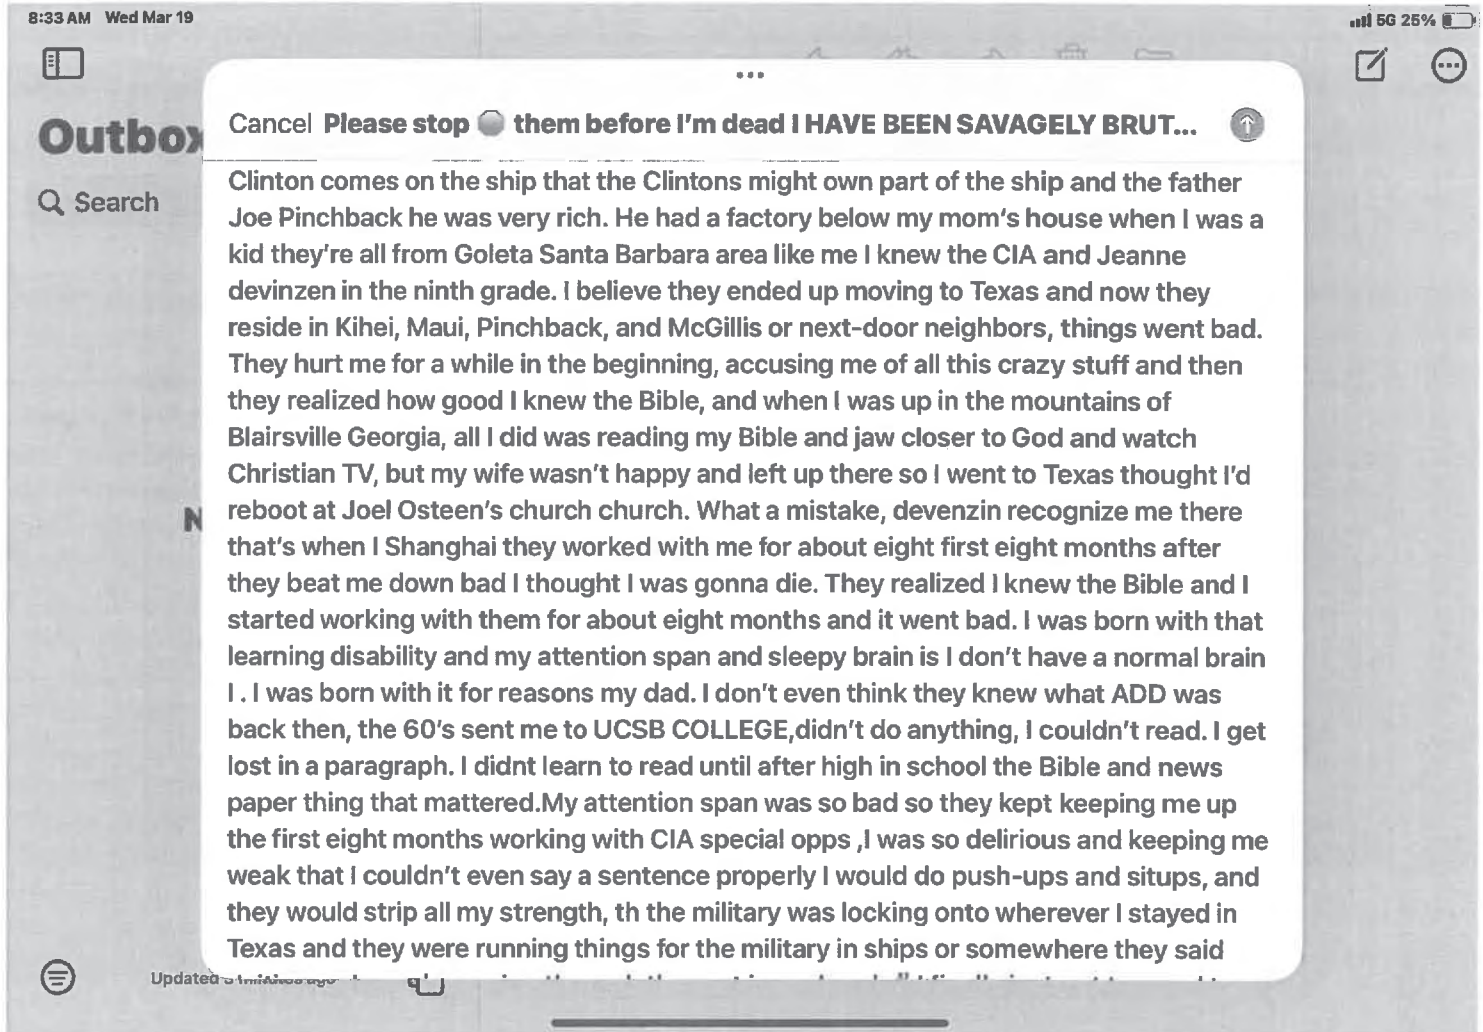 8:33 AM Wed Mar 19
5G 25%
Outbox
Search
Cancel Please stop 🛑 them before I'm dead I HAVE BEEN SAVAGELY BRUT...
Clinton comes on the ship that the Clintons might own part of the ship and the father
Joe Pinchback he was very rich. He had a factory below my mom's house when I was a
kid they're all from Goleta Santa Barbara area like me I knew the CIA and Jeanne
devinzen in the ninth grade. I believe they ended up moving to Texas and now they
reside in Kihei, Maui, Pinchback, and McGillis or next-door neighbors, things went bad.
They hurt me for a while in the beginning, accusing me of all this crazy stuff and then
they realized how good I knew the Bible, and when I was up in the mountains of
Blairsville Georgia, all I did was reading my Bible and jaw closer to God and watch
Christian TV, but my wife wasn't happy and left up there so I went to Texas thought I'd
N
reboot at Joel Osteen's church church. What a mistake, devenzin recognize me there
that's when I Shanghai they worked with me for about eight first eight months after
they beat me down bad I thought I was gonna die. They realized I knew the Bible and I
started working with them for about eight months and it went bad. I was born with that
learning disability and my attention span and sleepy brain is I don't have a normal brain
I . I was born with it for reasons my dad. I don't even think they knew what ADD was
back then, the 60's sent me to UCSB COLLEGE,didn't do anything, I couldn't read. I get
lost in a paragraph. I didnt learn to read until after high in school the Bible and news
paper thing that mattered.My attention span was so bad so they kept keeping me up
the first eight months working with CIA special opps ,I was so delirious and keeping me
weak that I couldn't even say a sentence properly I would do push-ups and situps, and
they would strip all my strength, th the military was locking onto wherever I stayed in
Texas and they were running things for the military in ships or somewhere they said
Updated